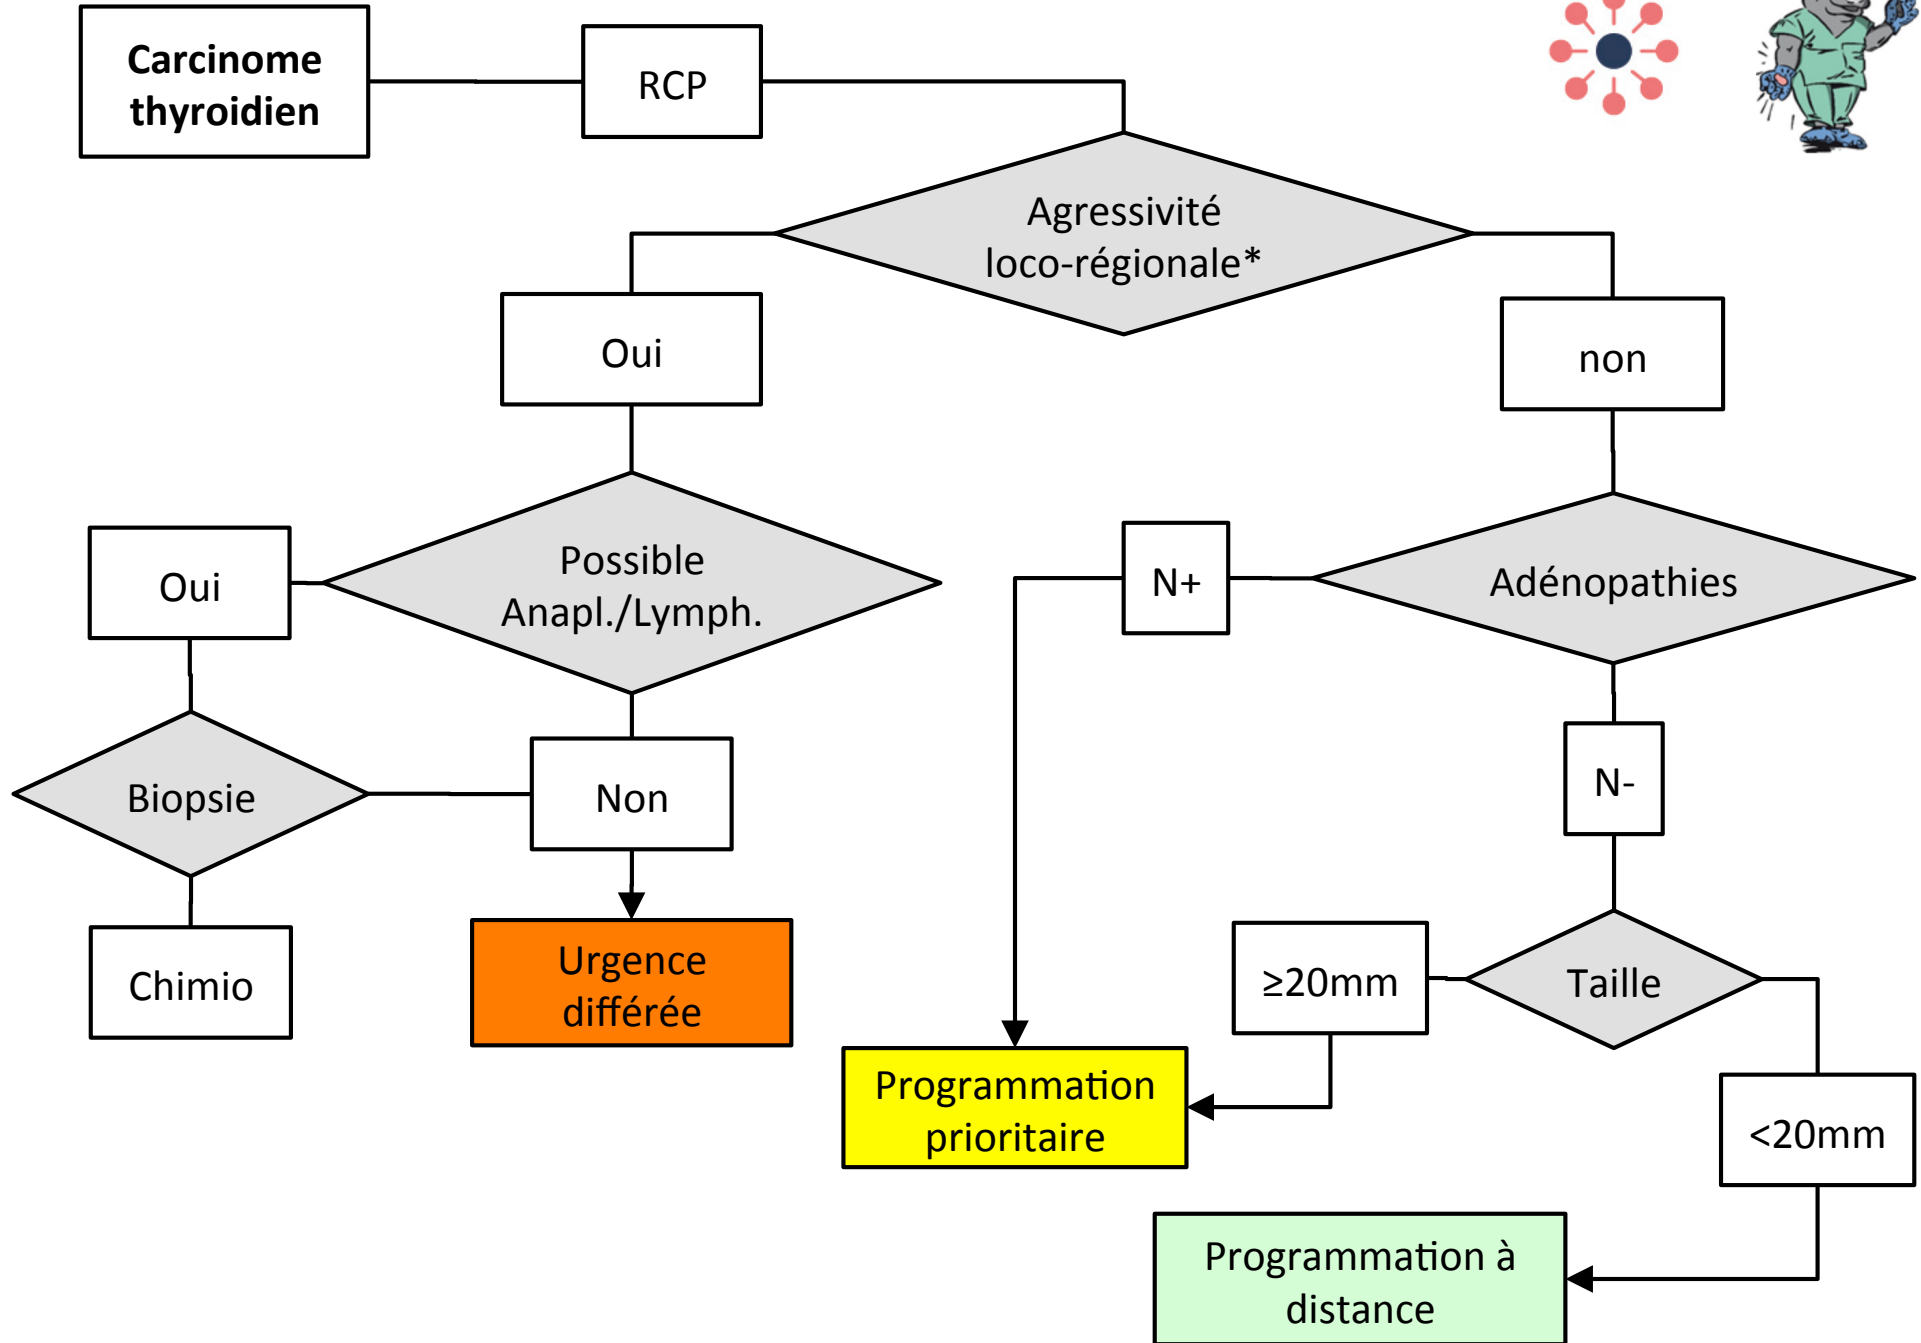 Carcinome
thyroidien
RCP
Agressivité
loco-régionale*
Oui
non
Possible
Anapl./Lymph.
Oui
N+
Adénopathies
Biopsie
Non
N-
Chimio
Urgence
différée
≥20mm
Taille
Programmation
prioritaire
<20mm
Programmation à
distance